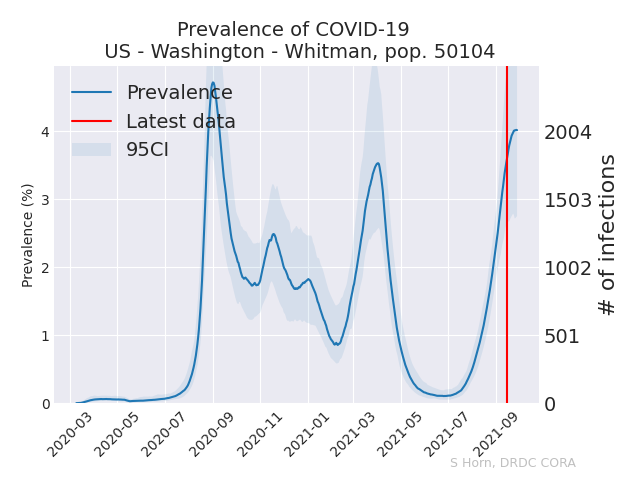 Prevalence of COVID-19
US - Washington - Whitman, pop. 50104
Prevalence
Latest data
95CI
Prevalence (%)
4
3
2
1
0
2004
1503
1002
501
0
# of infections
2020-03
2020-05
2020-07
2020-09
2020-11
2021-01
2021-03
2021-05
2021-07
2021-09
S Horn, DRDC CORA